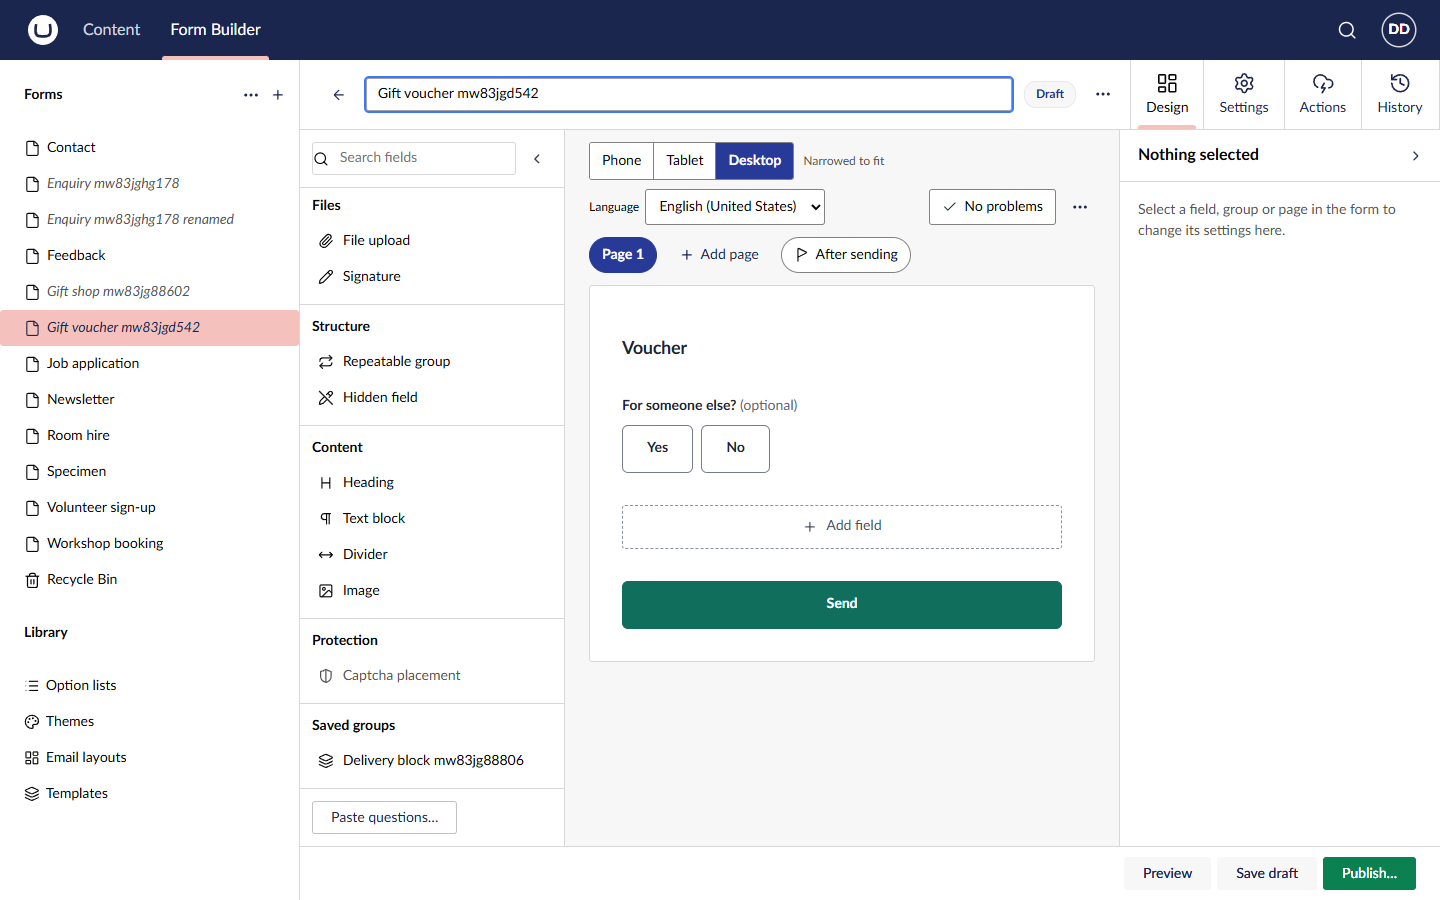 Content
Form Builder
DD
Forms
Contact
Enquiry mw83jghg178
Enquiry mw83jghg178 renamed
Feedback
Gift shop mw83jg88602
Gift voucher mw83jgd542
Job application
Newsletter
Room hire
Specimen
Volunteer sign-up
Workshop booking
Recycle Bin
Library
Option lists
Themes
Email layouts
Templates
Gift voucher mw83jgd542
Draft
Design
Settings
Actions
History
Search fields
Files
File upload
Signature
Structure
Repeatable group
Hidden field
Content
Heading
Text block
Divider
Image
Protection
Captcha placement
Saved groups
Delivery block mw83jg88806
Paste questions...
Phone
Tablet
Desktop
Narrowed to fit
Language
English (United States)
No problems
Page 1
Add page
After sending
Voucher
For someone else? (optional)
Yes
No
Add field
Send
Nothing selected
Select a field, group or page in the form to
change its settings here.
Preview
Save draft
Publish...